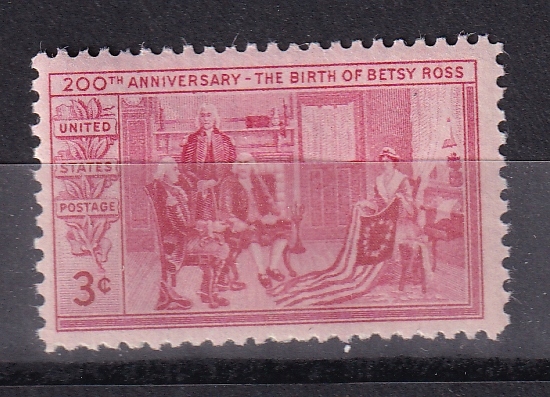 200TH ANNIVERSARY - THE BIRTH OF BETSY ROSS
UNITED
STATES
POSTAGE
3¢